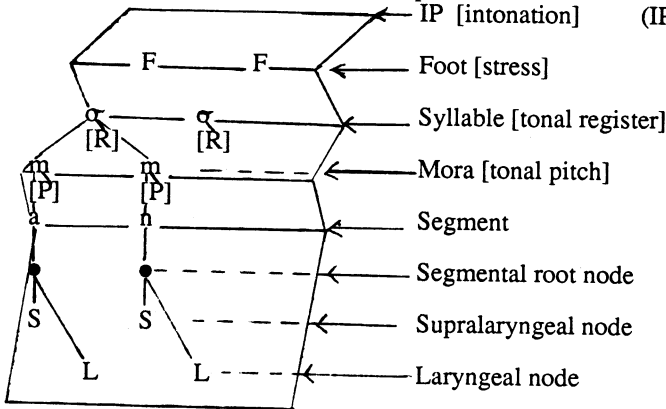 IP [intonation] (IP
F F Foot [stress]
σ σ Syllable [tonal register]
[R] [R]
m m Mora [tonal pitch]
[P] [P]
a n Segment
Segmental root node
S S Supralaryngeal node
L L Laryngeal node